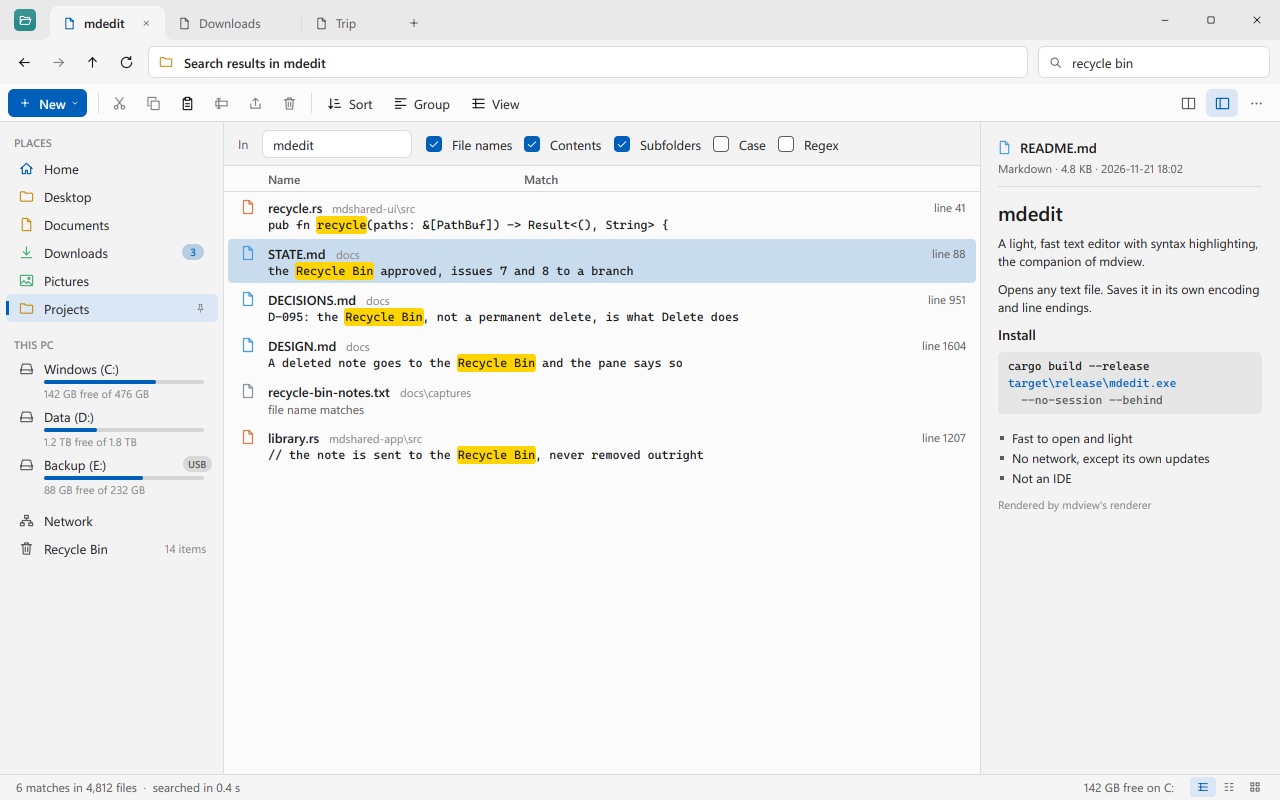 mdedit
Downloads
Trip
Search results in mdedit
recycle bin
New
Sort
Group
View
PLACES
Home
Desktop
Documents
Downloads 3
Pictures
Projects
THIS PC
Windows (C:)
142 GB free of 476 GB
Data (D:)
1.2 TB free of 1.8 TB
Backup (E:) USB
88 GB free of 232 GB
Network
Recycle Bin 14 items
In mdedit File names Contents Subfolders Case Regex
Name Match
recycle.rs mdshared-ui\src line 41
pub fn recycle(paths: &[PathBuf]) -> Result<(), String> {
STATE.md docs line 88
the Recycle Bin approved, issues 7 and 8 to a branch
DECISIONS.md docs line 951
D-095: the Recycle Bin, not a permanent delete, is what Delete does
DESIGN.md docs line 1604
A deleted note goes to the Recycle Bin and the pane says so
recycle-bin-notes.txt docs\captures
file name matches
library.rs mdshared-app\src line 1207
// the note is sent to the Recycle Bin, never removed outright
README.md
Markdown · 4.8 KB · 2026-11-21 18:02
mdedit
A light, fast text editor with syntax highlighting,
the companion of mdview.
Opens any text file. Saves it in its own encoding
and line endings.
Install
cargo build --release
target\release\mdedit.exe
--no-session --behind
Fast to open and light
No network, except its own updates
Not an IDE
Rendered by mdview's renderer
6 matches in 4,812 files · searched in 0.4 s
142 GB free on C: